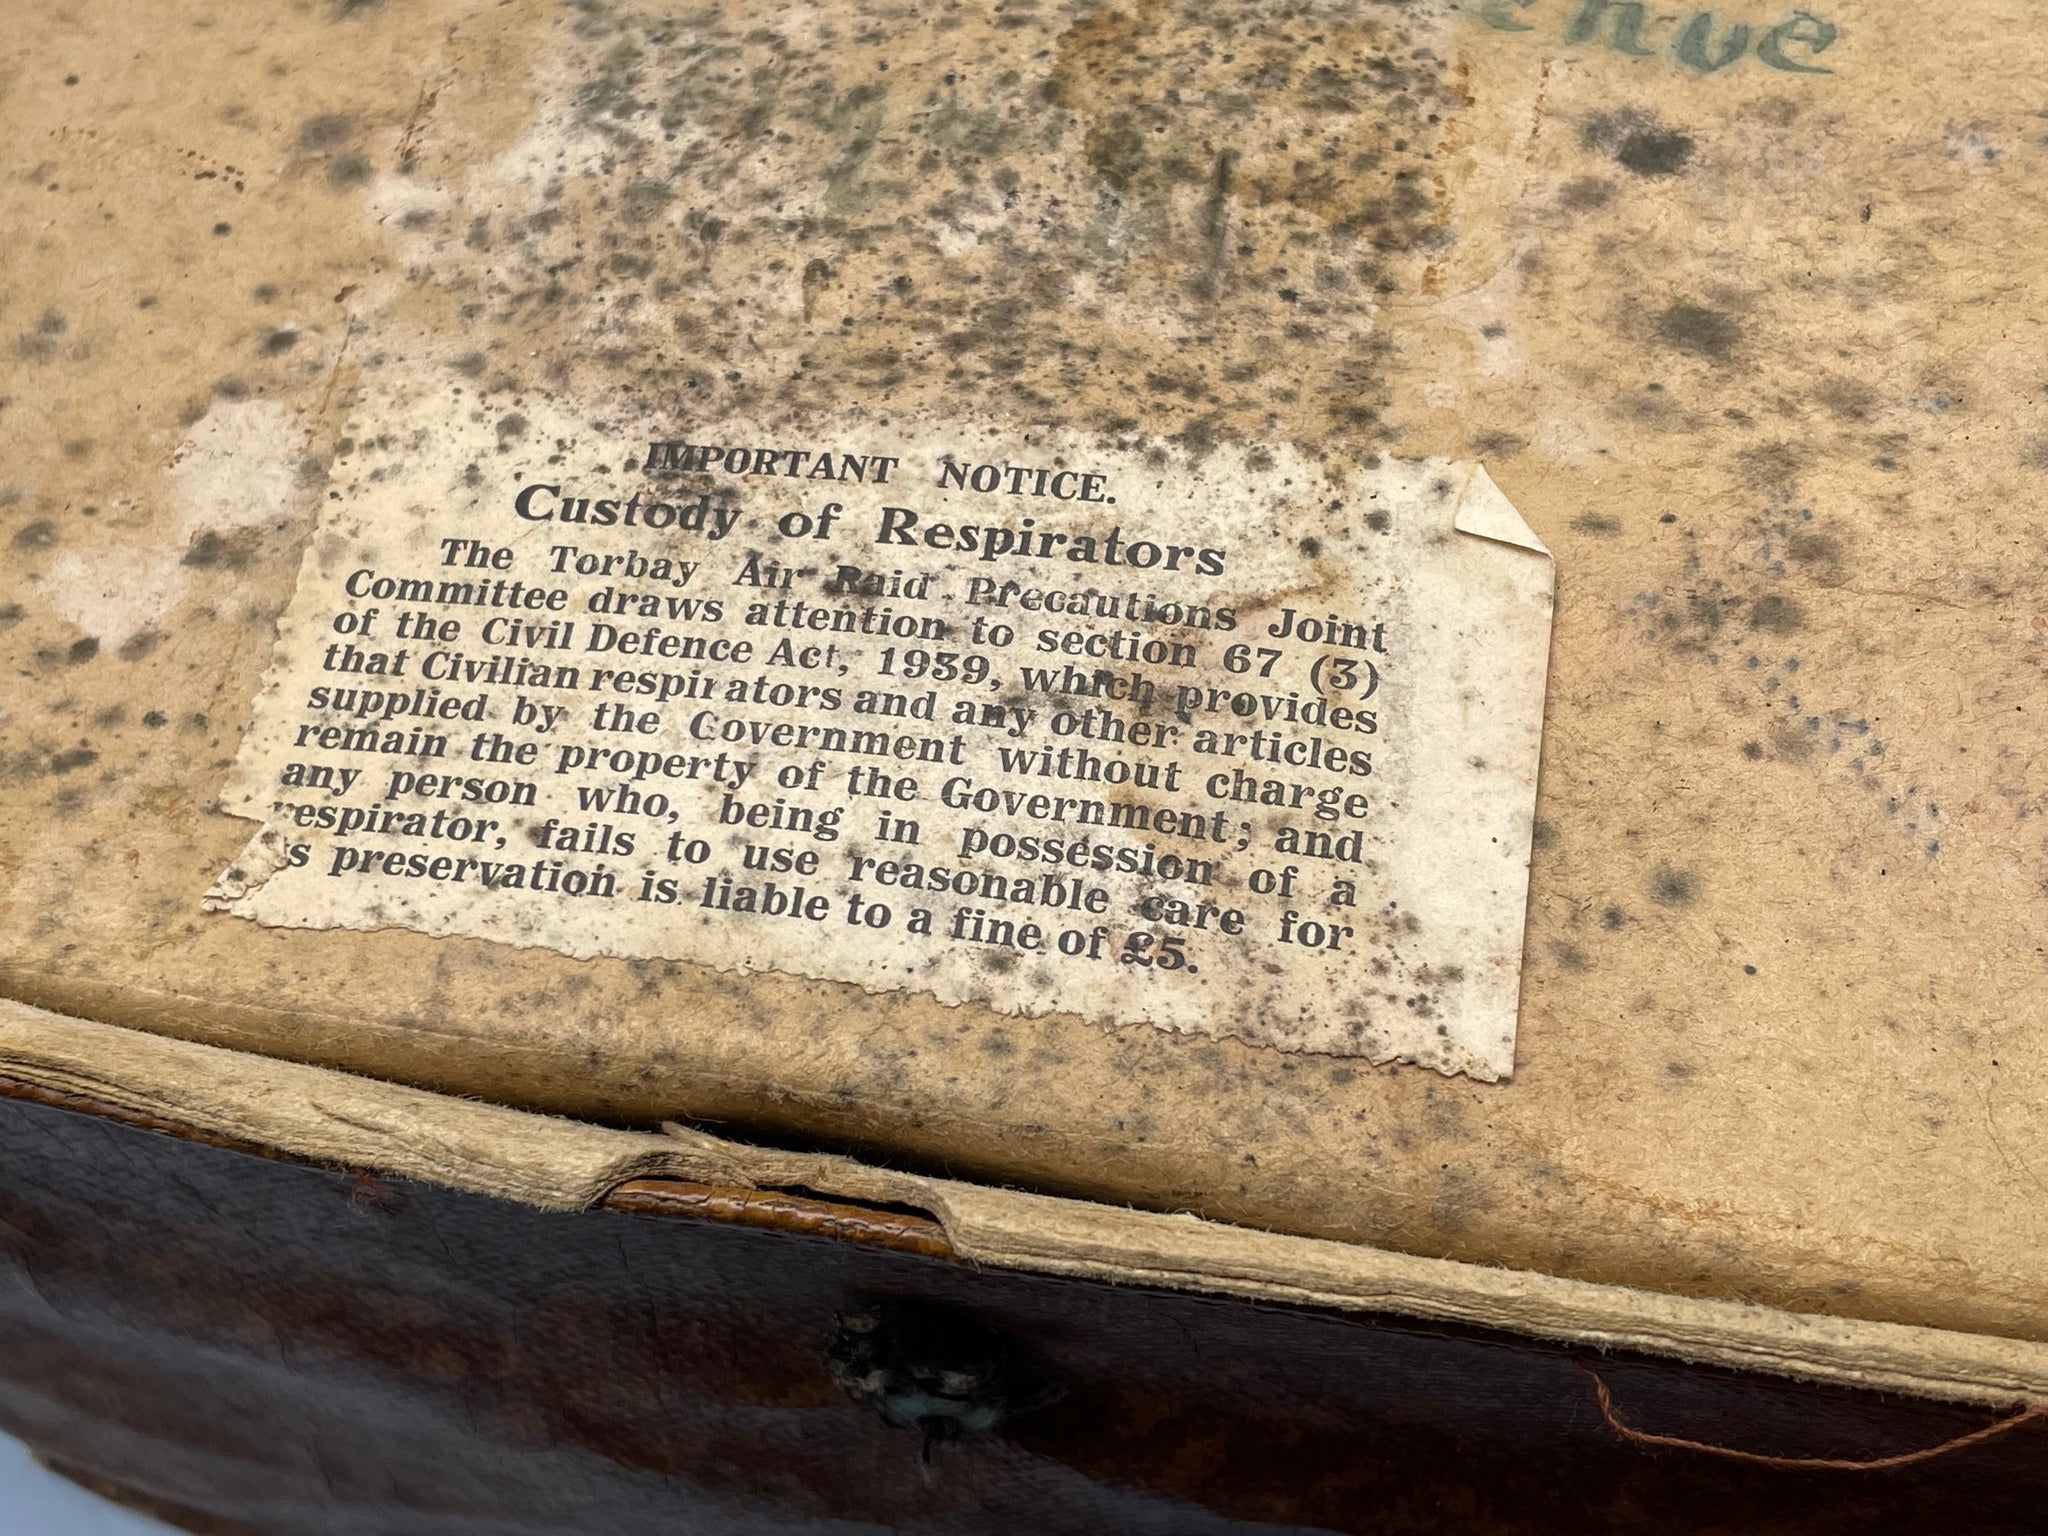 enue
IMPORTANT NOTICE.
Custody of Respirators
The Torbay Air Raid Precautions Joint
Committee draws attention to section 67 (3)
of the Civil Defence Act, 1939, which provides
that Civilian respirators and any other articles
supplied by the Government without charge
remain the property of the Government; and
any person who, being in possession of a
respirator, fails to use reasonable care for
s preservation is liable to a fine of £5.